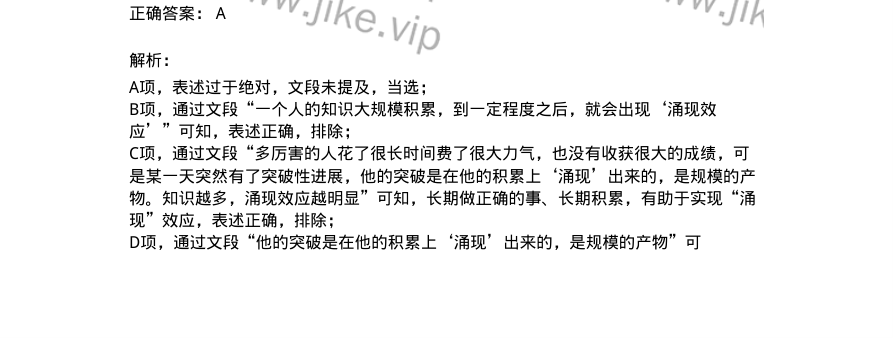 www.jike.vip
www.jik
正确答案： A
解析：
A项，表述过于绝对，文段未提及，当选；
B项，通过文段“一个人的知识大规模积累，到一定程度之后，就会出现‘涌现效
应’”可知，表述正确，排除；
C项，通过文段“多厉害的人花了很长时间费了很大力气，也没有收获很大的成绩，可
是某一天突然有了突破性进展，他的突破是在他的积累上‘涌现’出来的，是规模的产
物。知识越多，涌现效应越明显”可知，长期做正确的事、长期积累，有助于实现“涌
现”效应，表述正确，排除；
D项，通过文段“他的突破是在他的积累上‘涌现’出来的，是规模的产物”可